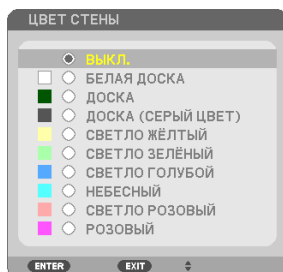 ЦВЕТ СТЕНЫ
ВЫКЛ.
БЕЛАЯ ДОСКА
ДОСКА
ДОСКА (СЕРЫЙ ЦВЕТ)
СВЕТЛО ЖЁЛТЫЙ
СВЕТЛО ЗЕЛЁНЫЙ
СВЕТЛО ГОЛУБОЙ
НЕБЕСНЫЙ
СВЕТЛО РОЗОВЫЙ
РОЗОВЫЙ
ENTER EXIT